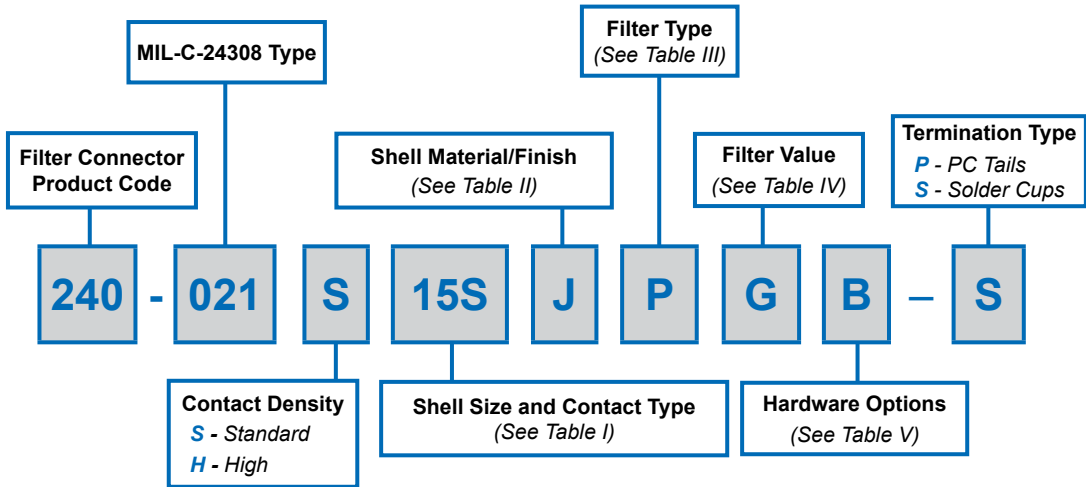 MIL-C-24308 Type
Filter Type
(See Table III)
Filter Connector
Product Code
Shell Material/Finish
(See Table II)
Filter Value
(See Table IV)
Termination Type
P - PC Tails
S - Solder Cups
240 - 021 S 15S J P G B – S
Contact Density
S - Standard
H - High
Shell Size and Contact Type
(See Table I)
Hardware Options
(See Table V)